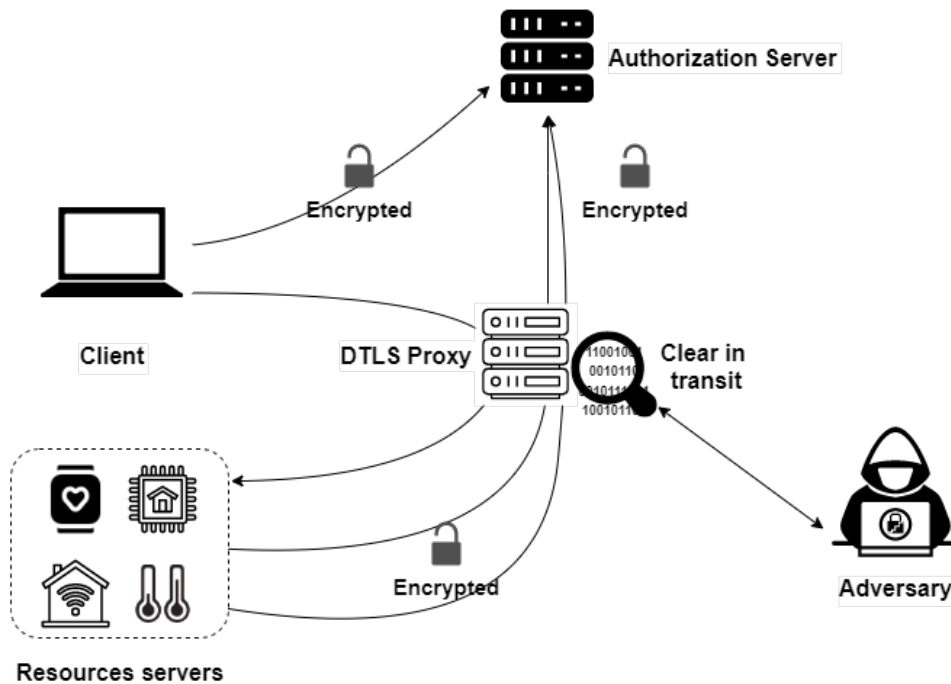 Authorization Server
Encrypted
Encrypted
Client
DTLS Proxy
Clear in
transit
Encrypted
Adversary
Resources servers